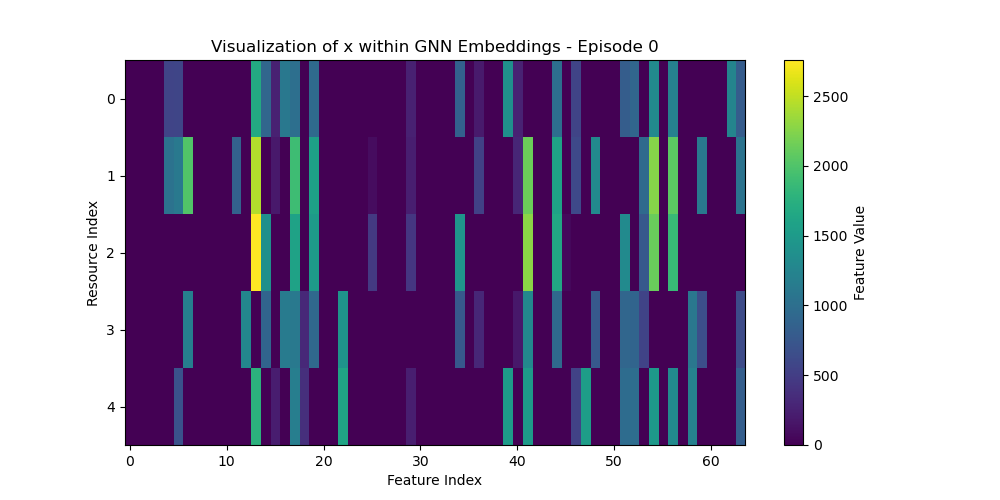 Visualization of x within GNN Embeddings - Episode 0
0
1
2
3
4
Resource Index
0 10 20 30 40 50 60
Feature Index
2500
2000
1500
1000
500
0
Feature Value